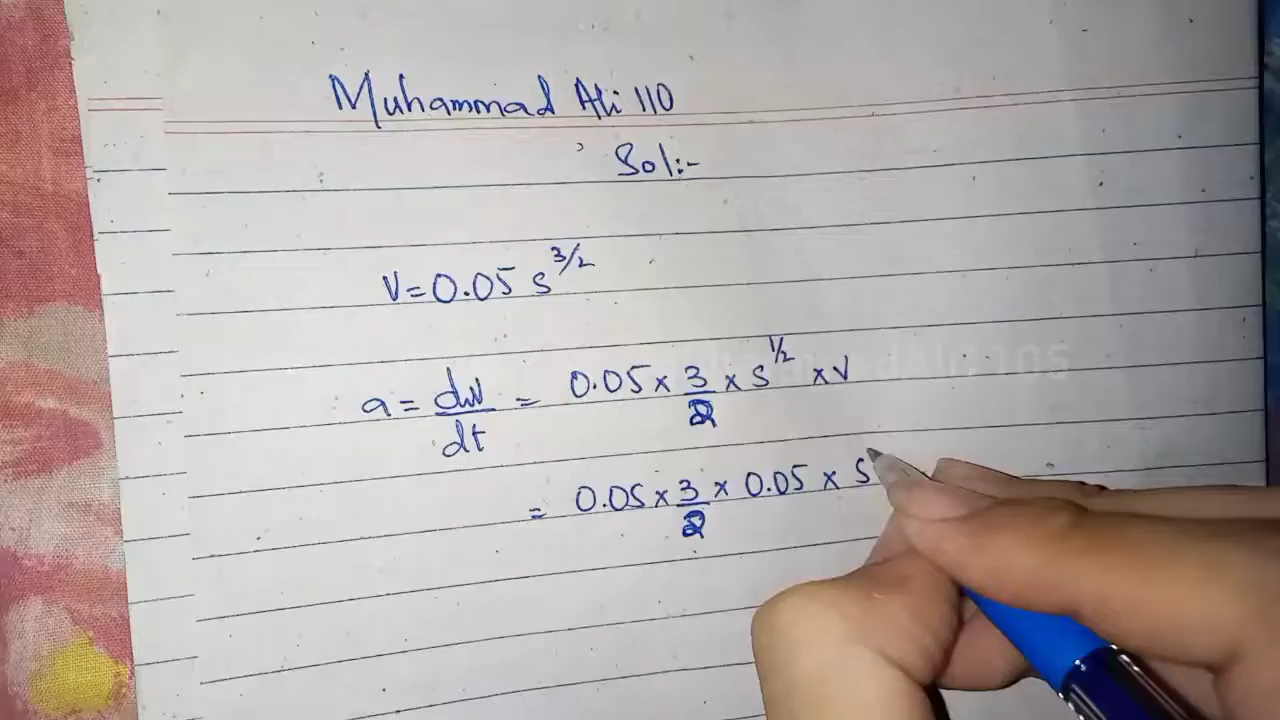 Muhammad Ali 110
Sol:-
V = 0.05 s^3/2
a = dv/dt = 0.05 × 3/2 × s^1/2 × v
= 0.05 × 3/2 × 0.05 × s